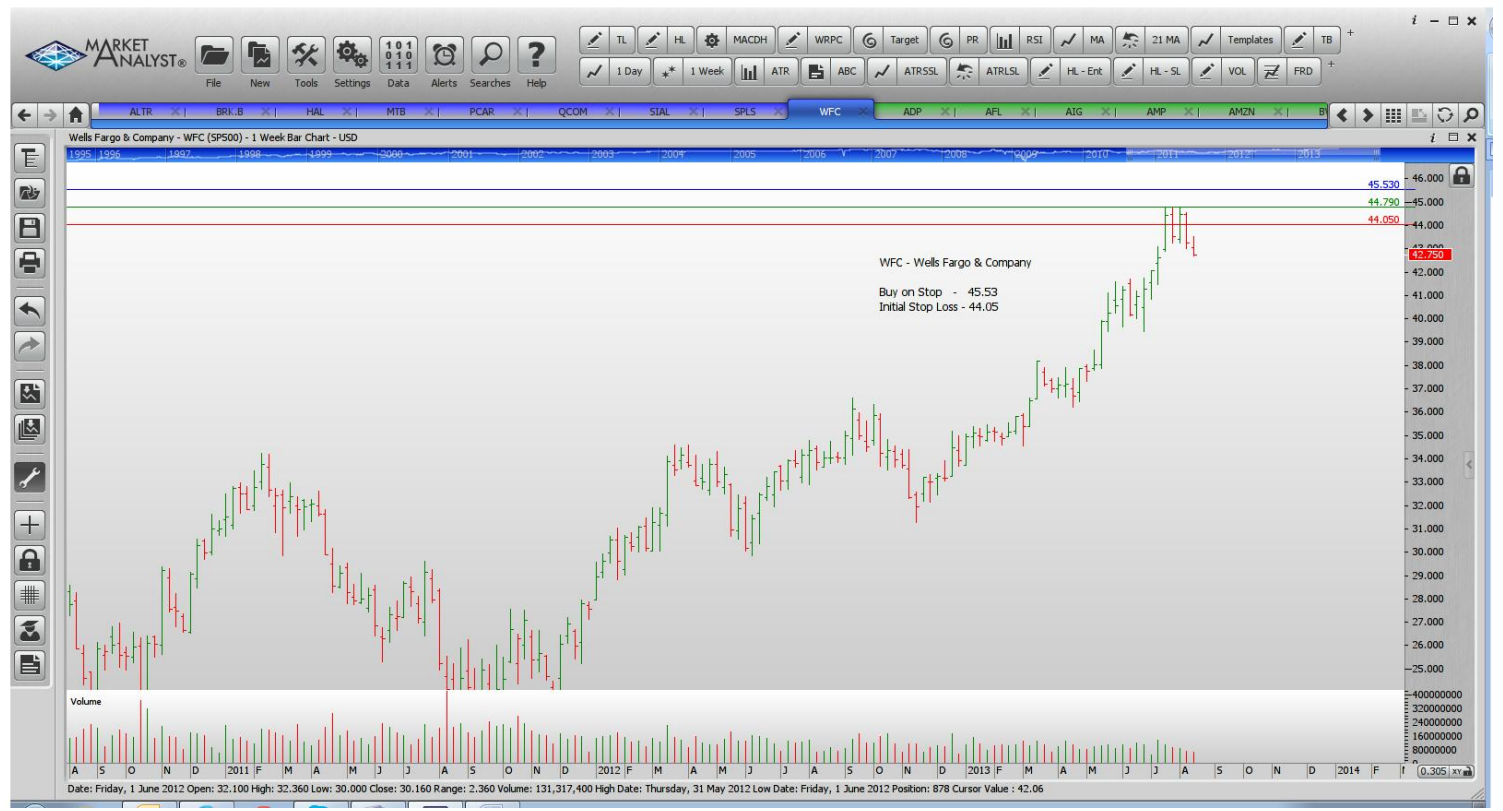 i
MARKET ANALYST®
File New Tools Settings Data Alerts Searches Help
101
010
111
TL HL MACDH WRPC Target PR RSI MA 21 MA Templates TB +
1 Day 1 Week ATR ABC ATRSSL ATRLSL HL - Ent HL - SL VOL FRD +
ALTR BRK.B HAL MTB PCAR QCOM SIAL SPLS WFC ADP AFL AIG AMP AMZN
Wells Fargo & Company - WFC (SP500) - 1 Week Bar Chart - USD
i
1995 1996 1997 1998 1999 2000 2001 2002 2003 2004 2005 2006 2007 2008 2009 2010 2011 2012 2013
46.000
45.530
44.790
45.000
44.050
44.000
43.000
42.750
42.000
41.000
40.000
39.000
38.000
37.000
36.000
35.000
34.000
33.000
32.000
31.000
30.000
29.000
28.000
27.000
26.000
25.000
WFC - Wells Fargo & Company
Buy on Stop - 45.53
Initial Stop Loss - 44.05
Volume
400000000
320000000
240000000
160000000
80000000
A S O N D 2011 F M A M J J A S O N D 2012 F M A M J J A S O N D 2013 F M A M J J A S O N D 2014 F
0.305 XY
Date: Friday, 1 June 2012 Open: 32.100 High: 32.360 Low: 30.000 Close: 30.160 Range: 2.360 Volume: 131,317,400 High Date: Thursday, 31 May 2012 Low Date: Friday, 1 June 2012 Position: 878 Cursor Value : 42.06